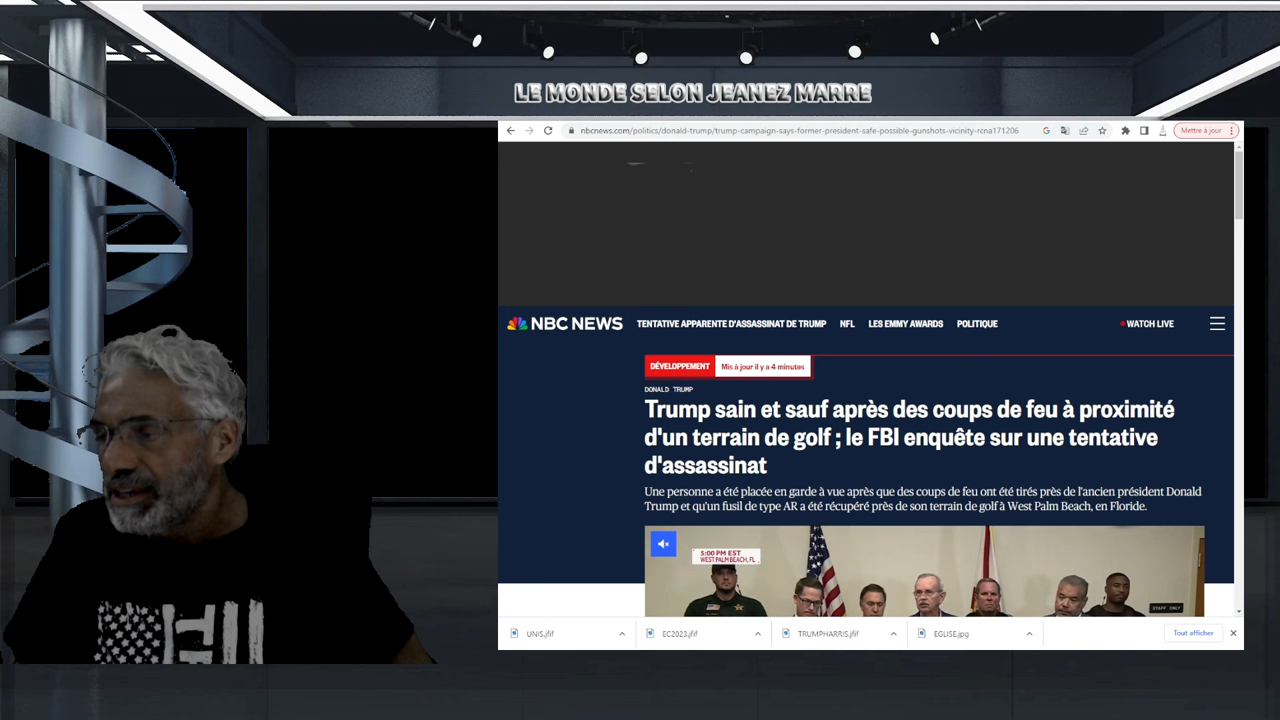 LE MONDE SELON JEANEZ MARRE
nbcnews.com/politics/donald-trump/trump-campaign-says-former-president-safe-possible-gunshots-vicinity-rcna171206
Mettre à jour
NBC NEWS
TENTATIVE APPARENTE D'ASSASSINAT DE TRUMP
NFL
LES EMMY AWARDS
POLITIQUE
WATCH LIVE
DÉVELOPPEMENT
Mis à jour il y a 4 minutes
DONALD TRUMP
Trump sain et sauf après des coups de feu à proximité
d'un terrain de golf ; le FBI enquête sur une tentative
d'assassinat
Une personne a été placée en garde à vue après que des coups de feu ont été tirés près de l'ancien président Donald
Trump et qu'un fusil de type AR a été récupéré près de son terrain de golf à West Palm Beach, en Floride.
5:00 PM EST
WEST PALM BEACH, FL
STAFF ONLY
UNIS.jfif
EC2023.jfif
TRUMPHARRIS.jfif
EGLISE.jpg
Tout afficher